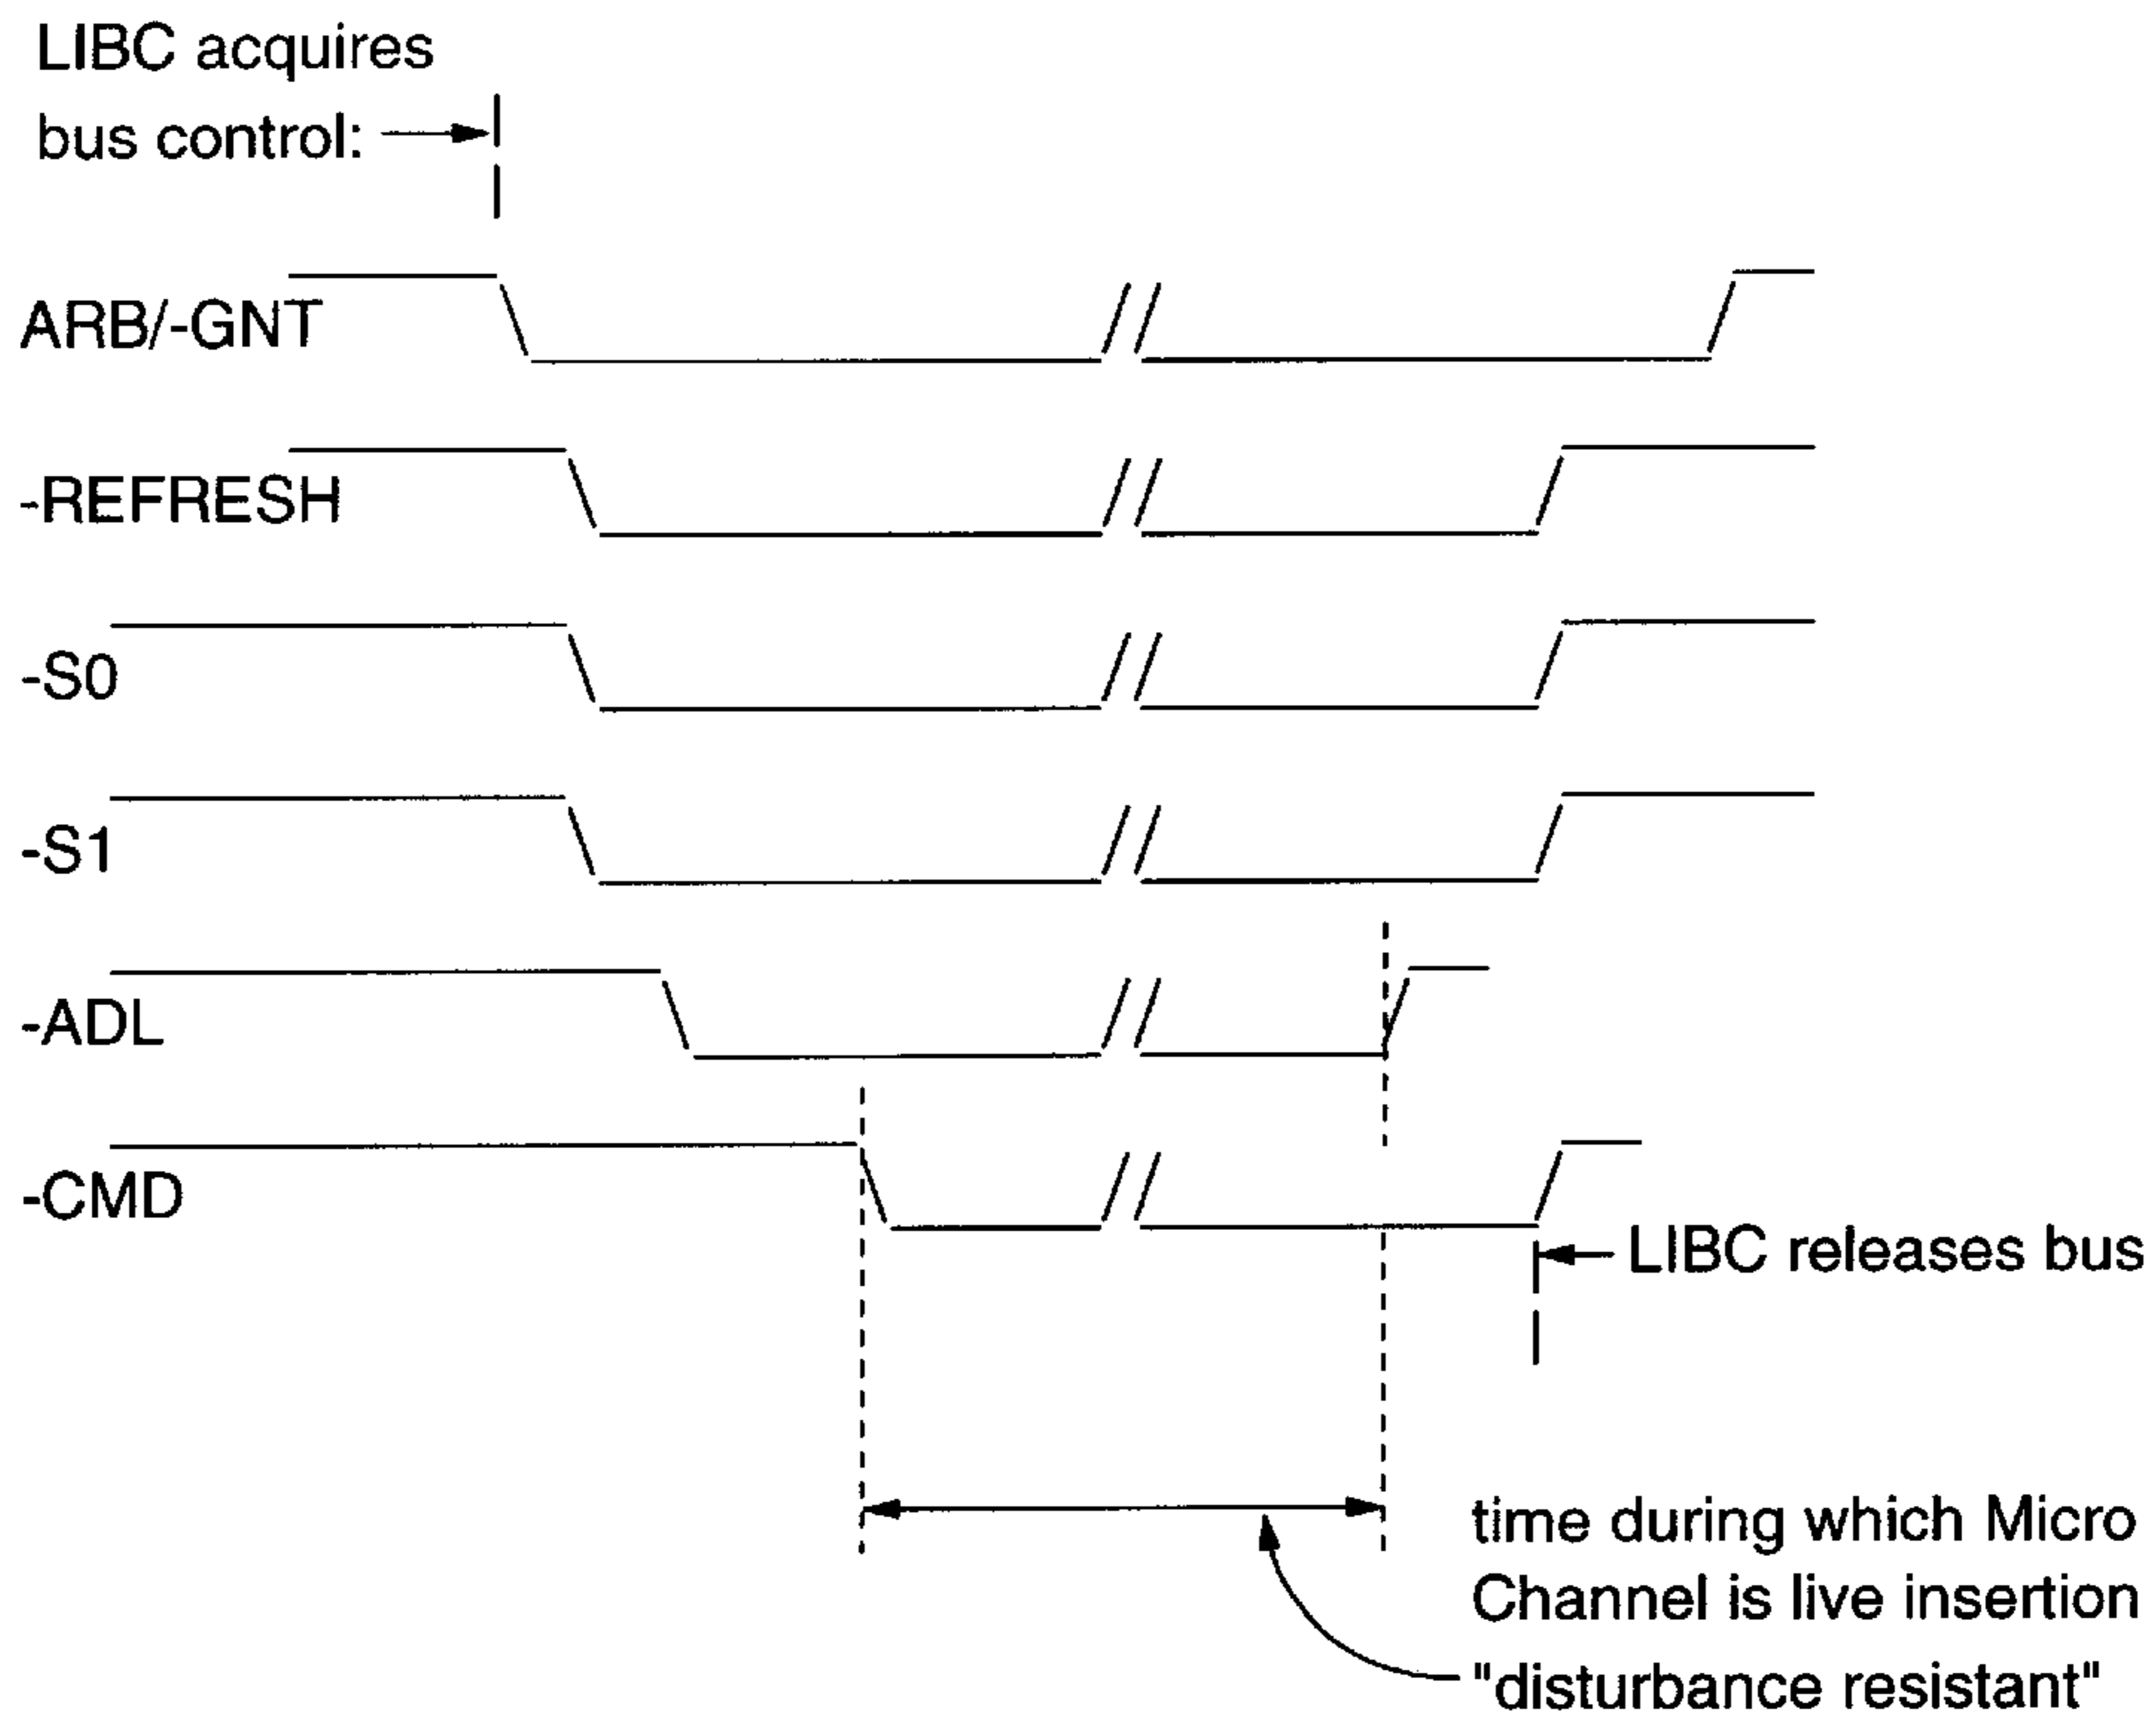 LIBC acquires
bus control:
ARB/-GNT
-REFRESH
-S0
-S1
-ADL
-CMD
LIBC releases bus
time during which Micro
Channel is live insertion
"disturbance resistant"